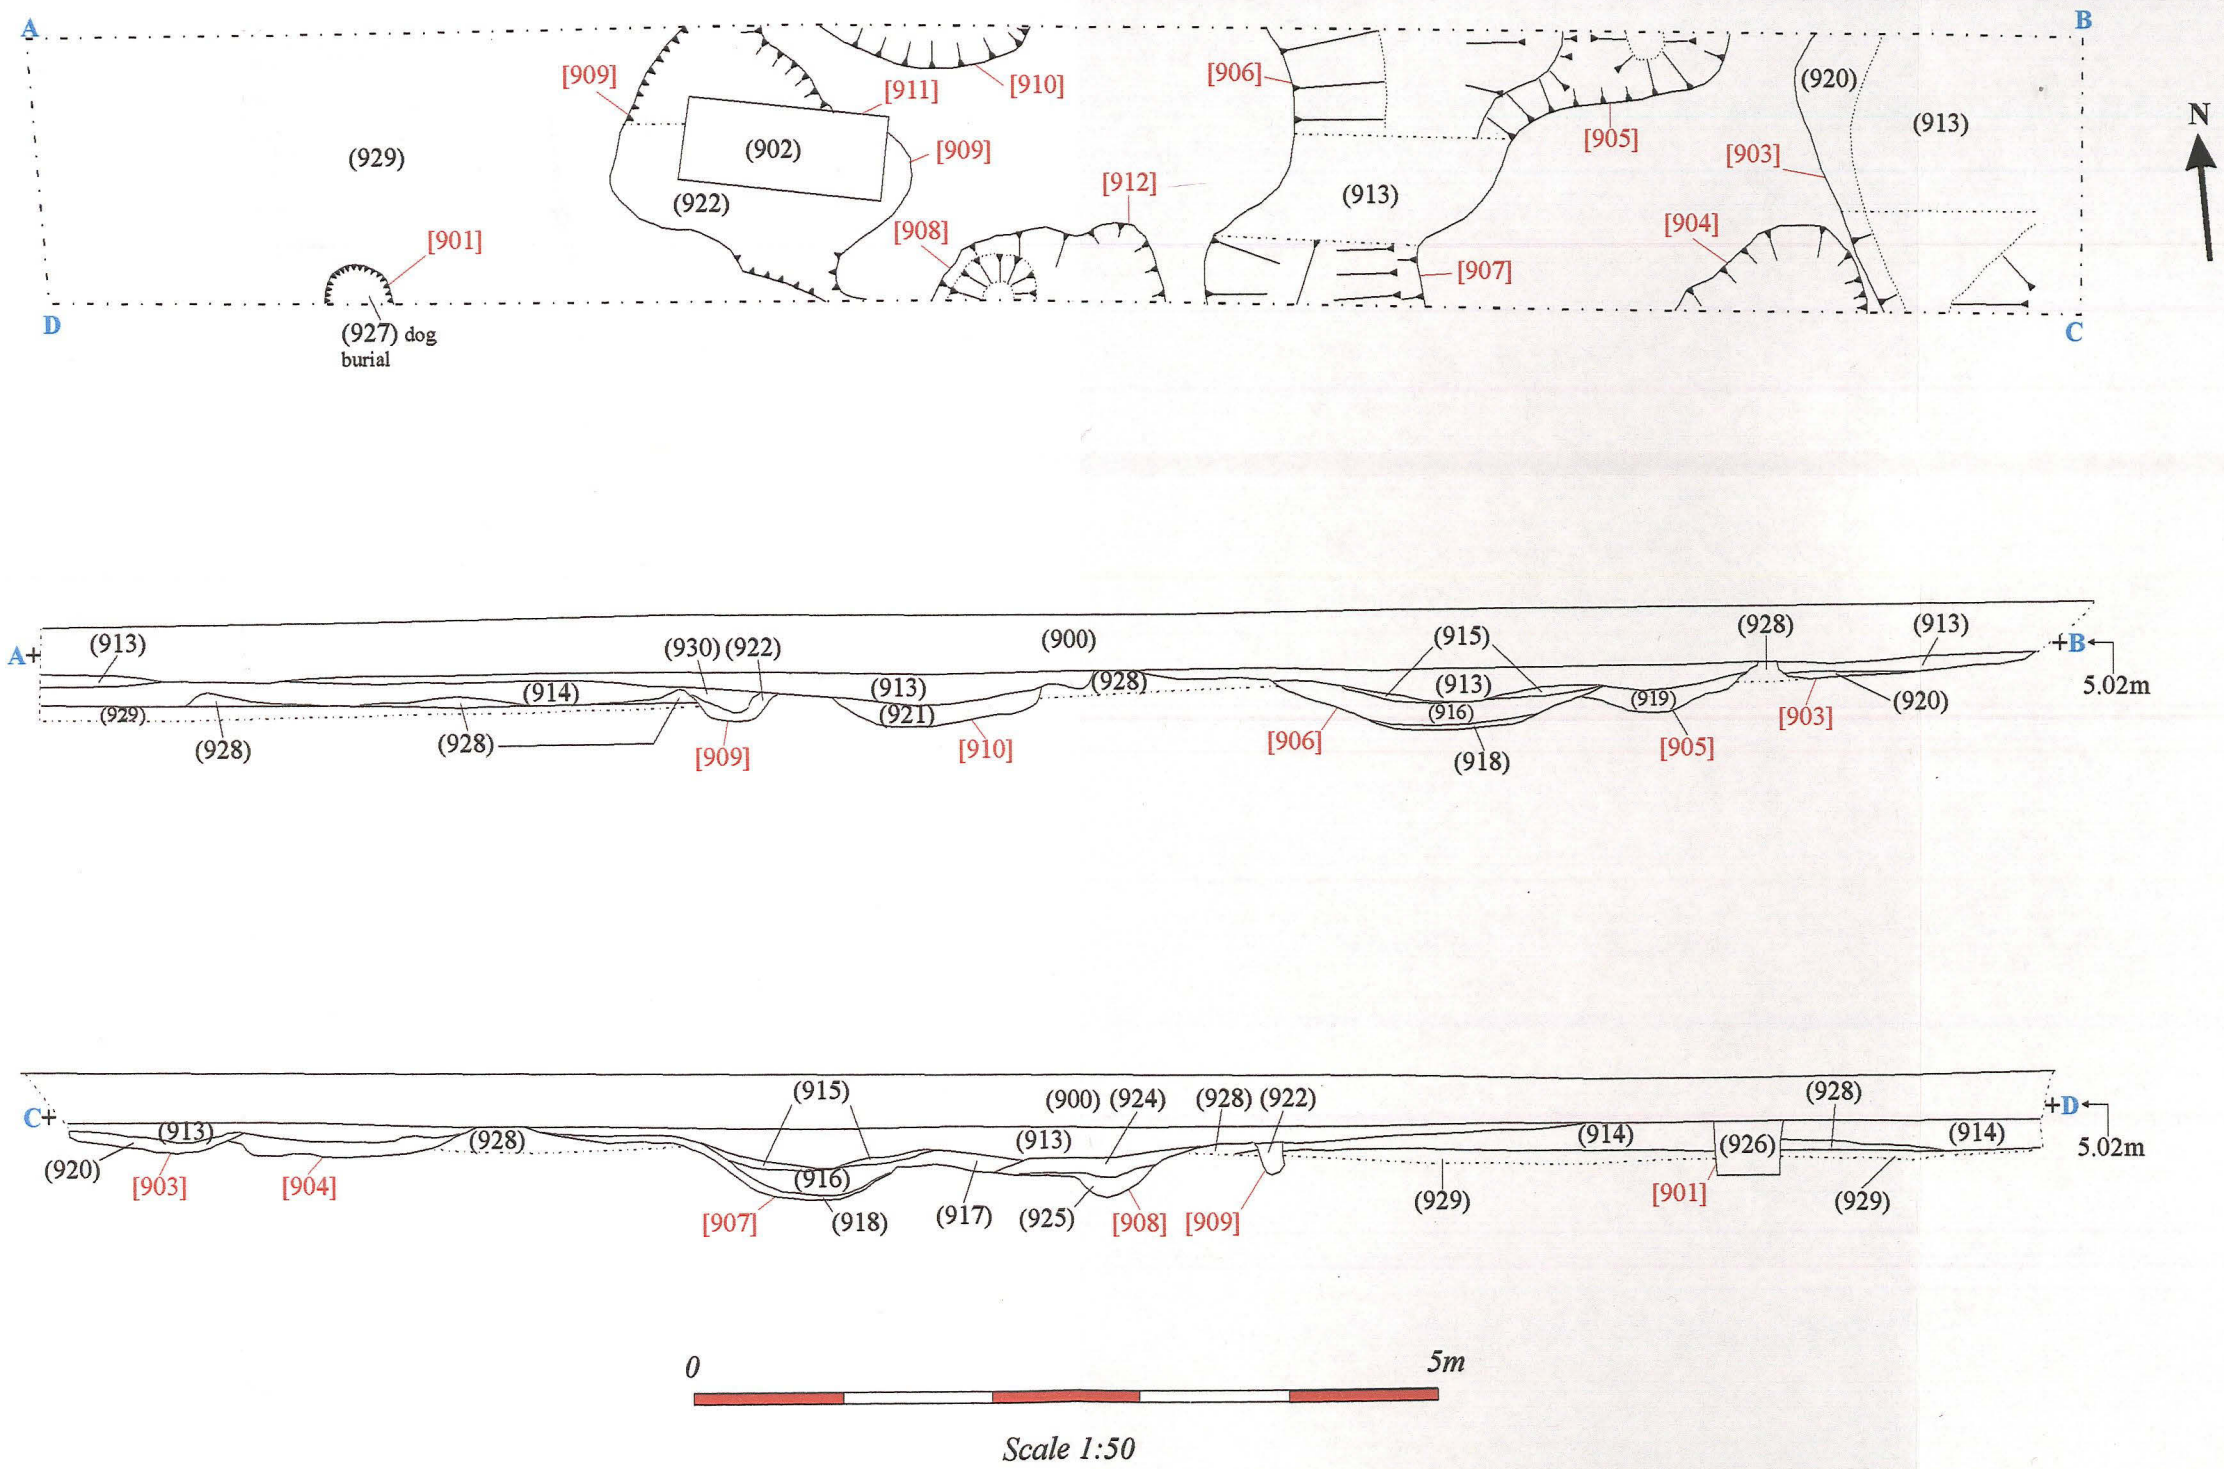 A B
[909] [911] [910] [906] (920)
(929) (902) [909] [905] [903] (913) N
(922) [912] (913)
[901] [908] [907] [904]
D C
(927) dog
burial
(913) (930) (922) (900) (915) (928) (913)
A+ +B
(929) (914) (913) (928) (913) (919) 5.02m
(928) (928) (921) (916) [903] (920)
[909] [910] [906] (918) [905]
(915) (900) (924) (928) (922) (928)
C+ +D
(913) (928) (913) (914) (926) (914) 5.02m
(920) [903] [904] (916) [901]
[907] (918) (917) (925) [908] [909] (929) (929)
0 5m
Scale 1:50